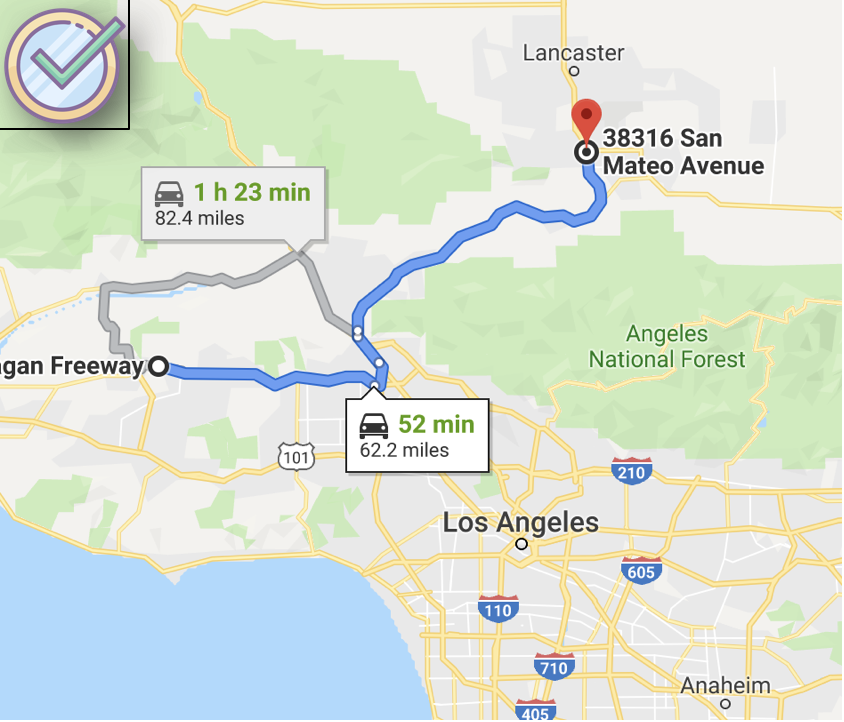 Lancaster
38316 San
Mateo Avenue
1 h 23 min
82.4 miles
Angeles
National Forest
agan Freeway
52 min
62.2 miles
101
210
Los Angeles
605
110
710
Anaheim
405